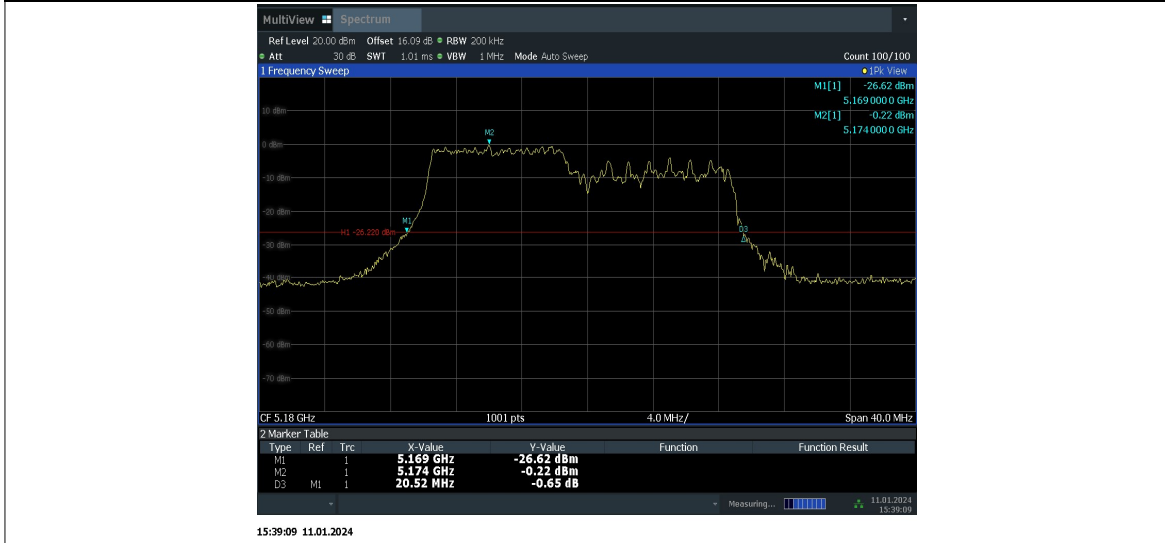 MultiView Spectrum
Ref Level 20.00 dBm Offset 16.09 dB RBW 200 kHz
Att 30 dB SWT 1.01 ms VBW 1 MHz Mode Auto Sweep Count 100/100
1 Frequency Sweep 1Pk View
M1[1] -26.62 dBm
5.169 000 0 GHz
M2[1] -0.22 dBm
5.174 000 0 GHz
10 dBm
M2
0 dBm
-10 dBm
-20 dBm
M1
H1 -26.220 dBm
D3
-30 dBm
-40 dBm
-50 dBm
-60 dBm
-70 dBm
CF 5.18 GHz 1001 pts 4.0 MHz/ Span 40.0 MHz
2 Marker Table
Type Ref Trc X-Value Y-Value Function Function Result
M1 1 5.169 GHz -26.62 dBm
M2 1 5.174 GHz -0.22 dBm
D3 M1 1 20.52 MHz -0.65 dB
Measuring... 11.01.2024
15:39:09
15:39:09 11.01.2024